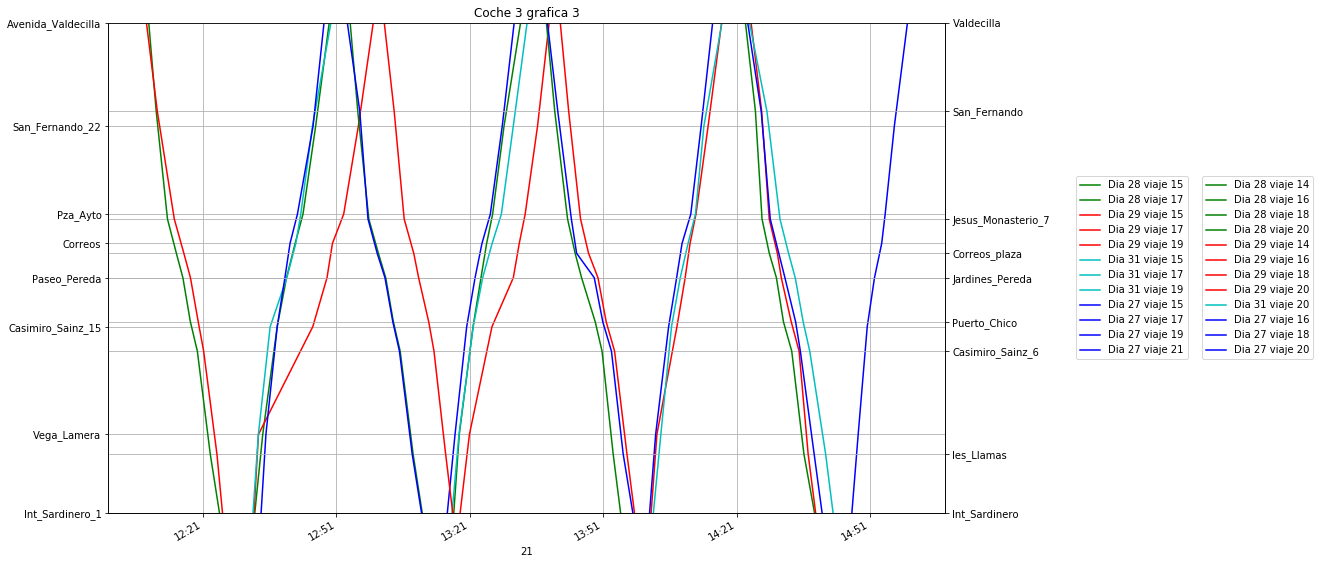 Coche 3 grafica 3
Avenida_Valdecilla
San_Fernando_22
Pza_Ayto
Correos
Paseo_Pereda
Casimiro_Sainz_15
Vega_Lamera
Int_Sardinero_1
Valdecilla
San_Fernando
Jesus_Monasterio_7
Correos_plaza
Jardines_Pereda
Puerto_Chico
Casimiro_Sainz_6
Ies_Llamas
Int_Sardinero
12:21
12:51
13:21
13:51
14:21
14:51
21
Dia 28 viaje 15
Dia 28 viaje 17
Dia 29 viaje 15
Dia 29 viaje 17
Dia 29 viaje 19
Dia 31 viaje 15
Dia 31 viaje 17
Dia 31 viaje 19
Dia 27 viaje 15
Dia 27 viaje 17
Dia 27 viaje 19
Dia 27 viaje 21
Dia 28 viaje 14
Dia 28 viaje 16
Dia 28 viaje 18
Dia 28 viaje 20
Dia 29 viaje 14
Dia 29 viaje 16
Dia 29 viaje 18
Dia 29 viaje 20
Dia 31 viaje 20
Dia 27 viaje 16
Dia 27 viaje 18
Dia 27 viaje 20